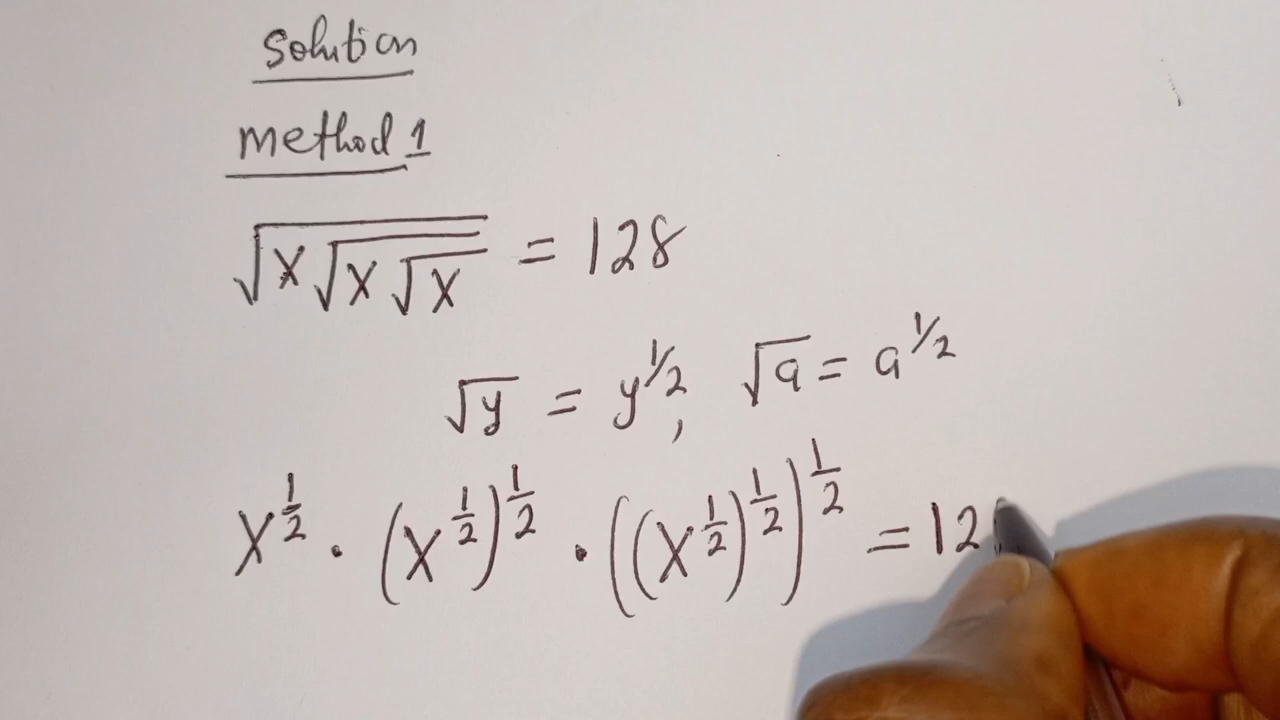 Solution
Method 1
√(x√(x√x)) = 128
√y = y^1/2, √a = a^1/2
x^1/2 · (x^1/2)^1/2 · ((x^1/2)^1/2)^1/2 = 12